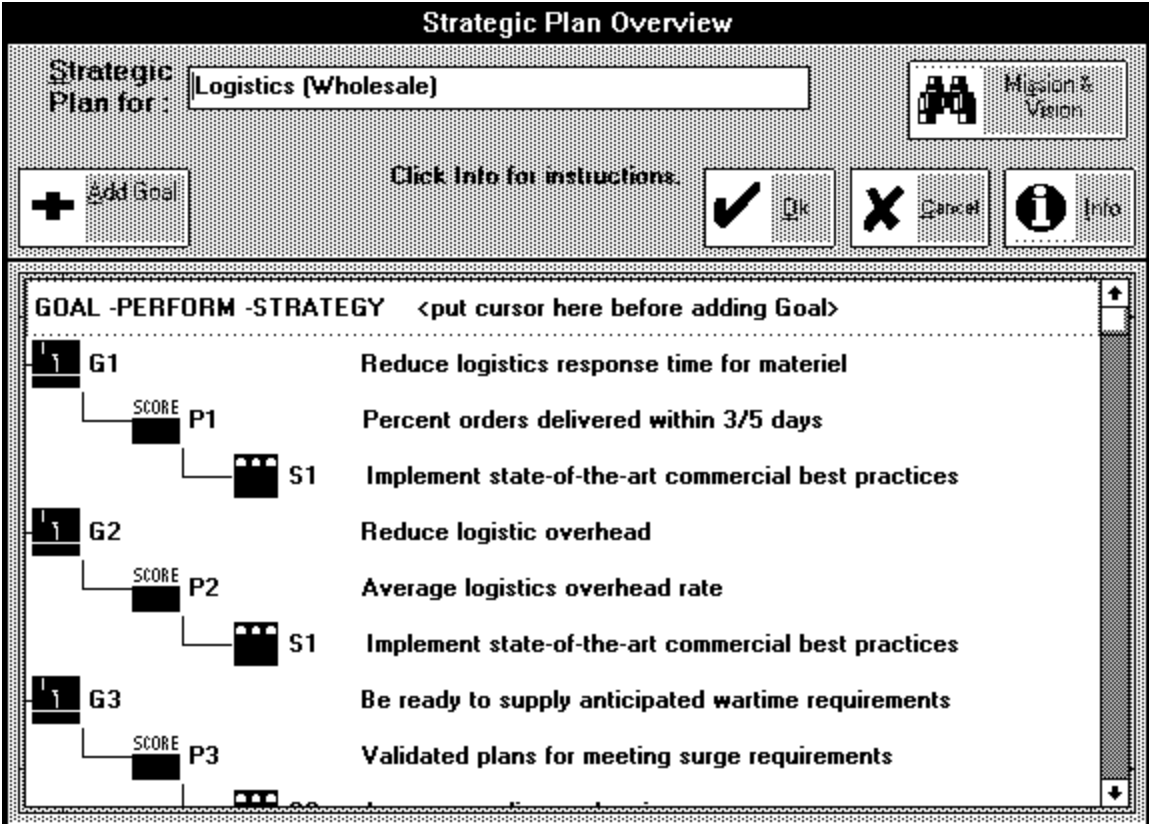 Strategic Plan Overview
Strategic
Plan for :
Logistics (Wholesale)
Mission &
Vision
Add Goal
Click Info for instructions.
Ok
Cancel
Info
GOAL -PERFORM -STRATEGY <put cursor here before adding Goal>
G1 Reduce logistics response time for materiel
SCORE P1 Percent orders delivered within 3/5 days
S1 Implement state-of-the-art commercial best practices
G2 Reduce logistic overhead
SCORE P2 Average logistics overhead rate
S1 Implement state-of-the-art commercial best practices
G3 Be ready to supply anticipated wartime requirements
SCORE P3 Validated plans for meeting surge requirements